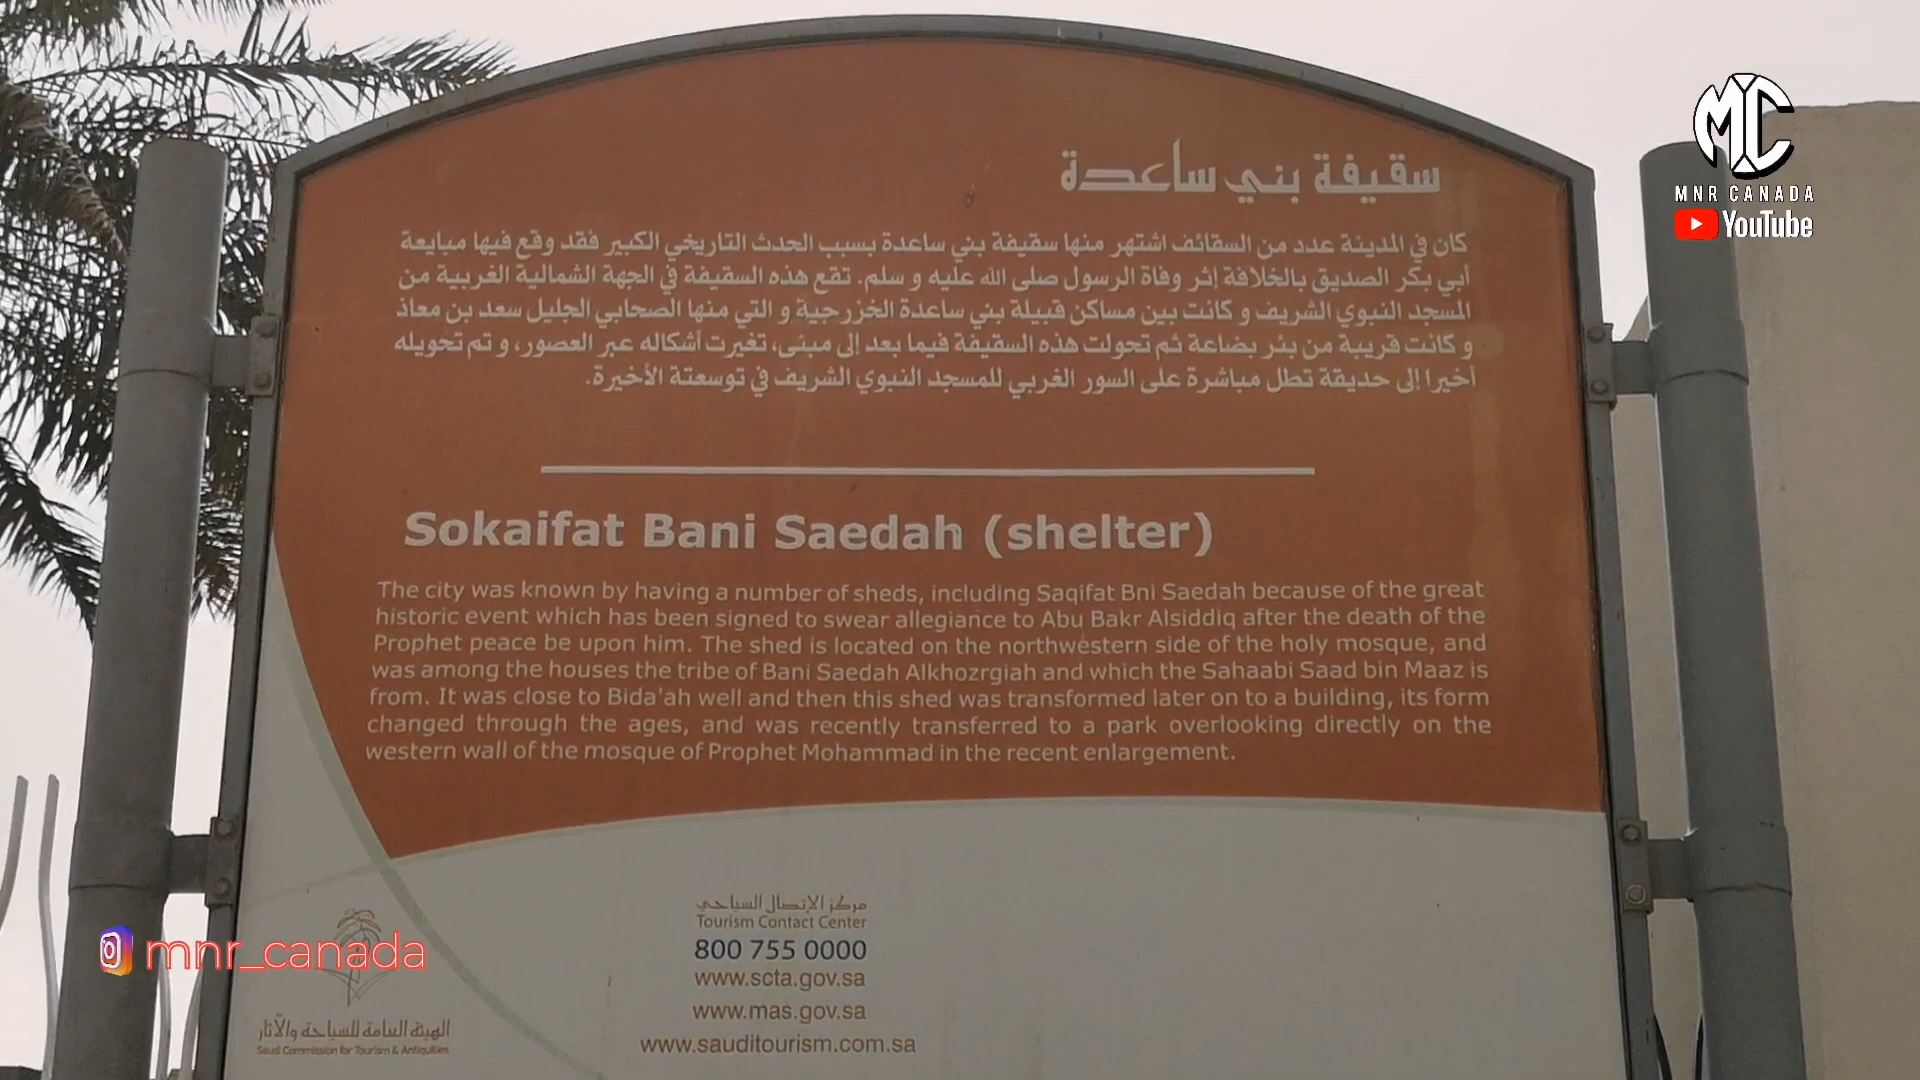 سقيفة بني ساعدة
كان في المدينة عدد من السقائف اشتهر منها سقيفة بني ساعدة بسبب الحدث التاريخي الكبير فقد وقع فيها مبايعة
أبي بكر الصديق بالخلافة إثر وفاة الرسول صلى الله عليه و سلم. تقع هذه السقيفة في الجهة الشمالية الغربية من
المسجد النبوي الشريف و كانت بين مساكن قبيلة بني ساعدة الخزرجية و التي منها الصحابي الجليل سعد بن معاذ
و كانت قريبة من بئر بضاعة ثم تحولت هذه السقيفة فيما بعد إلى مبنى، تغيرت أشكاله عبر العصور، و تم تحويله
أخيرا إلى حديقة تطل مباشرة على السور الغربي للمسجد النبوي الشريف في توسعتة الأخيرة.
Sokaifat Bani Saedah (shelter)
The city was known by having a number of sheds, including Saqifat Bni Saedah because of the great
historic event which has been signed to swear allegiance to Abu Bakr Alsiddiq after the death of the
Prophet peace be upon him. The shed is located on the northwestern side of the holy mosque, and
was among the houses the tribe of Bani Saedah Alkhozrgiah and which the Sahaabi Saad bin Maaz is
from. It was close to Bida'ah well and then this shed was transformed later on to a building, its form
changed through the ages, and was recently transferred to a park overlooking directly on the
western wall of the mosque of Prophet Mohammad in the recent enlargement.
مركز الإتصال السياحي
Tourism Contact Center
800 755 0000
www.scta.gov.sa
www.mas.gov.sa
www.sauditourism.com.sa
الهيئة العامة للسياحة والآثار
Saudi Commission for Tourism & Antiquities
mnr_canada
MC
MNR CANADA
YouTube